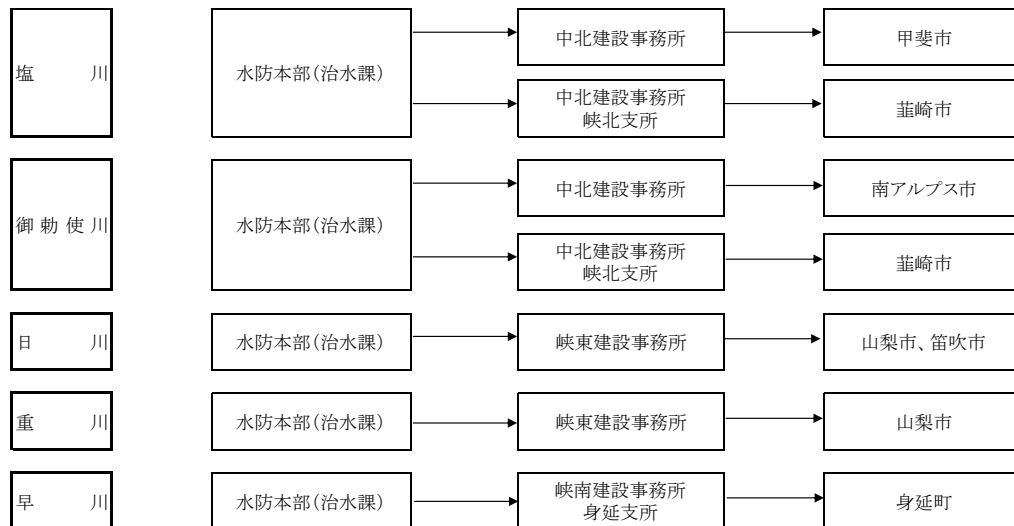 塩川
水防本部(治水課)
中北建設事務所
甲斐市
中北建設事務所
峡北支所
韮崎市
御勅使川
水防本部(治水課)
中北建設事務所
南アルプス市
中北建設事務所
峡北支所
韮崎市
日川
水防本部(治水課)
峡東建設事務所
山梨市、笛吹市
重川
水防本部(治水課)
峡東建設事務所
山梨市
早川
水防本部(治水課)
峡南建設事務所
身延支所
身延町